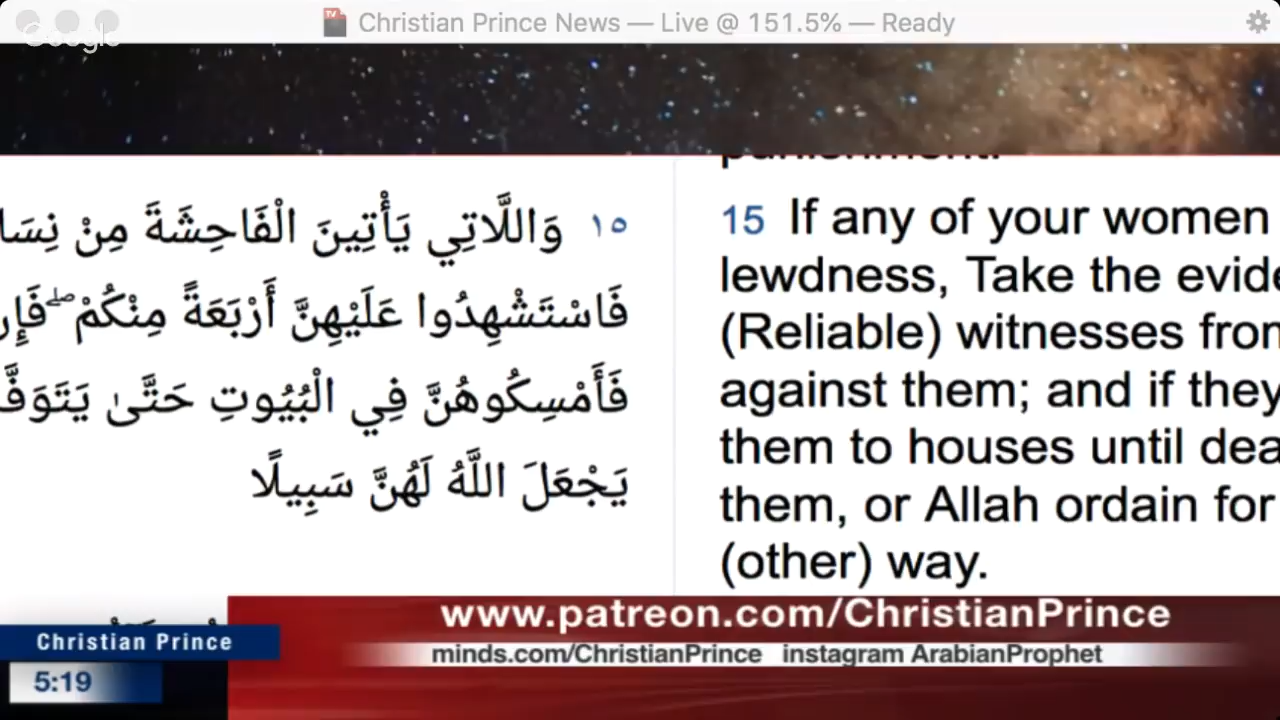 Christian Prince News — Live @ 151.5% — Ready
Google
punishment.
١٥ وَاللَّاتِي يَأْتِينَ الْفَاحِشَةَ مِنْ
فَاسْتَشْهِدُوا عَلَيْهِنَّ أَرْبَعَةً مِنْكُمْ ۖ
فَأَمْسِكُوهُنَّ فِي الْبُيُوتِ حَتَّىٰ
يَجْعَلَ اللَّهُ لَهُنَّ سَبِيلًا
15 If any of your women
lewdness, Take the
(Reliable) witnesses
against them; and if they
them to houses until
them, or Allah ordain for
(other) way.
www.patreon.com/ChristianPrince
minds.com/ChristianPrince instagram ArabianProphet
Christian Prince
5:19